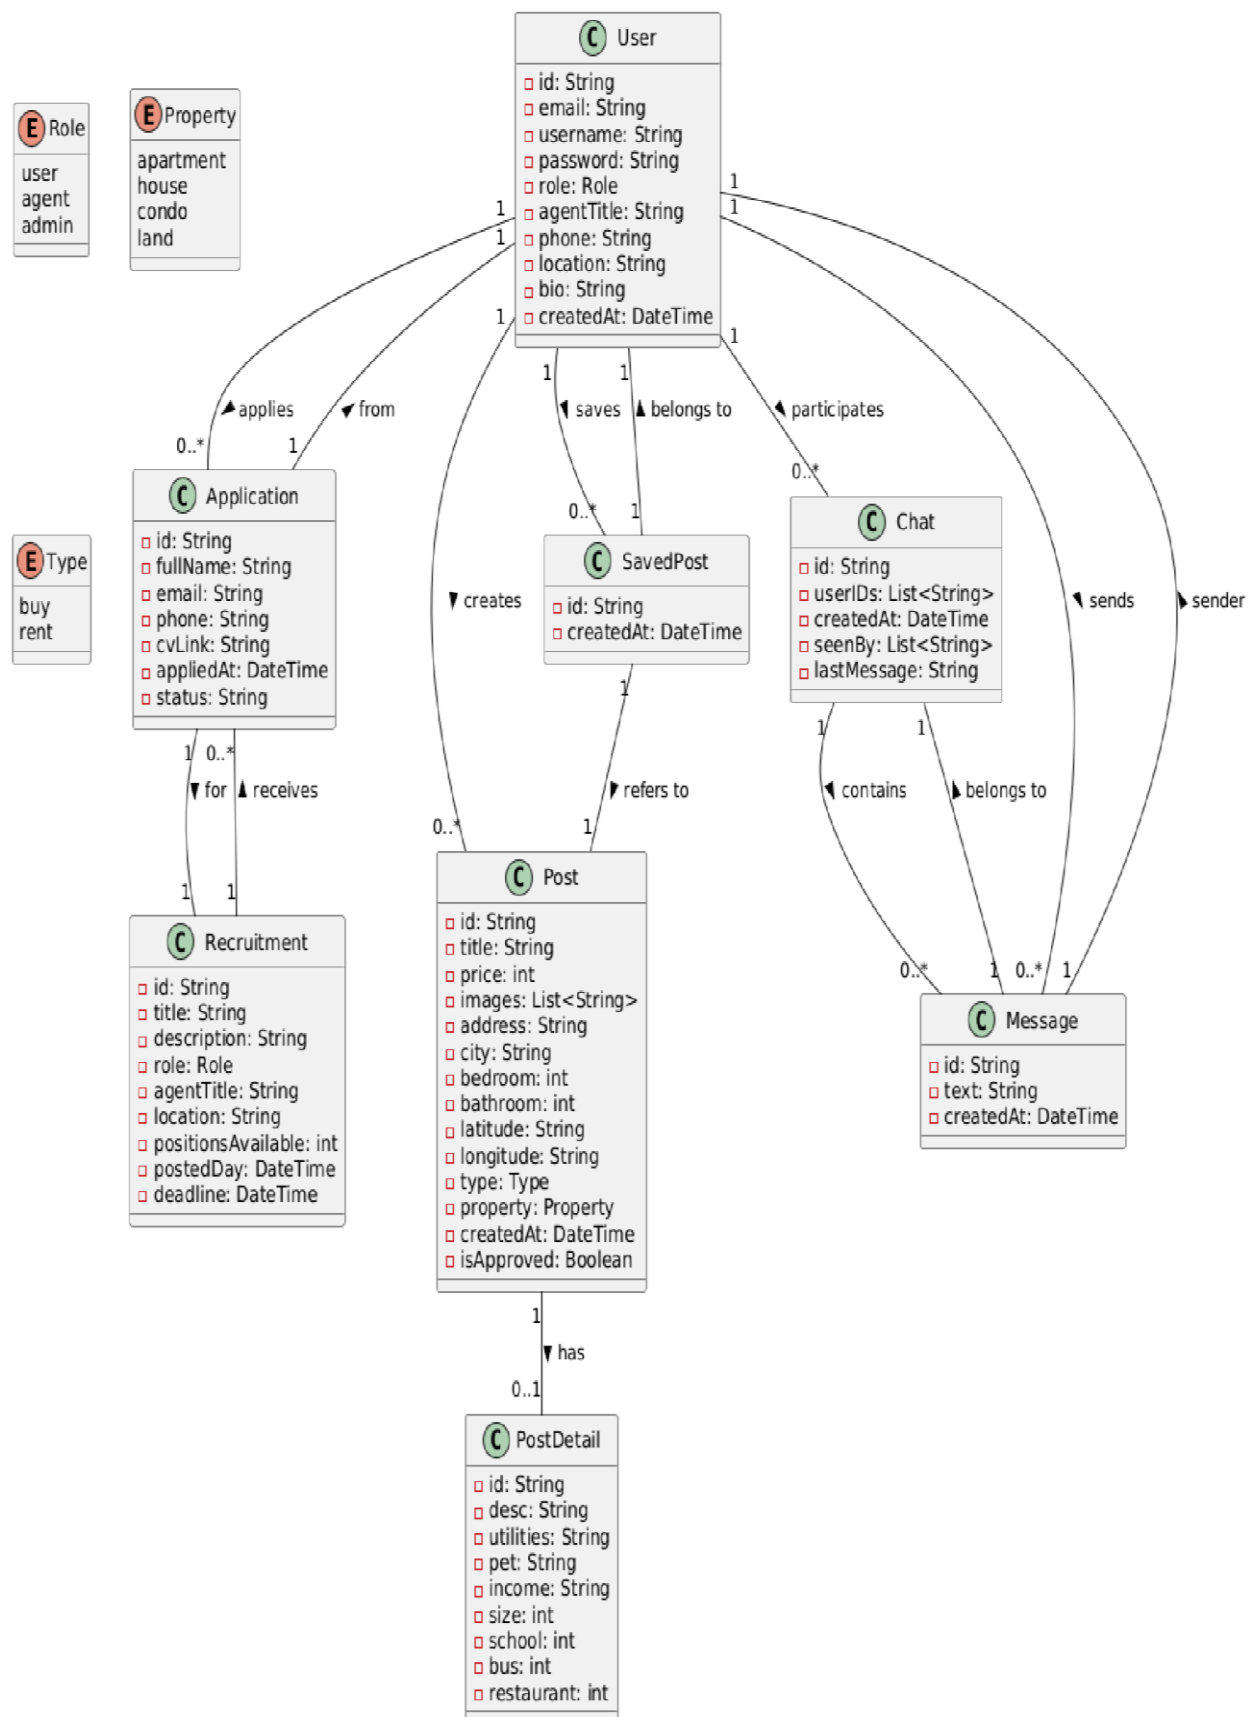 C User
id: String
email: String
username: String
password: String
role: Role
agentTitle: String
phone: String
location: String
bio: String
createdAt: DateTime
E Role
user
agent
admin
E Property
apartment
house
condo
land
1
1
1
1
1
1
1
1
1
applies
from
saves
belongs to
participates
0..*
1
0..*
1
0..*
C Application
id: String
fullName: String
email: String
phone: String
cvLink: String
appliedAt: DateTime
status: String
E Type
buy
rent
creates
C SavedPost
id: String
createdAt: DateTime
C Chat
id: String
userIDs: List<String>
createdAt: DateTime
seenBy: List<String>
lastMessage: String
sends
sender
1
0..*
1
1
1
for
receives
refers to
contains
belongs to
1
1
0..*
1
0..*
1
0..*
1
C Recruitment
id: String
title: String
description: String
role: Role
agentTitle: String
location: String
positionsAvailable: int
postedDay: DateTime
deadline: DateTime
C Post
id: String
title: String
price: int
images: List<String>
address: String
city: String
bedroom: int
bathroom: int
latitude: String
longitude: String
type: Type
property: Property
createdAt: DateTime
isApproved: Boolean
C Message
id: String
text: String
createdAt: DateTime
1
has
0..1
C PostDetail
id: String
desc: String
utilities: String
pet: String
income: String
size: int
school: int
bus: int
restaurant: int